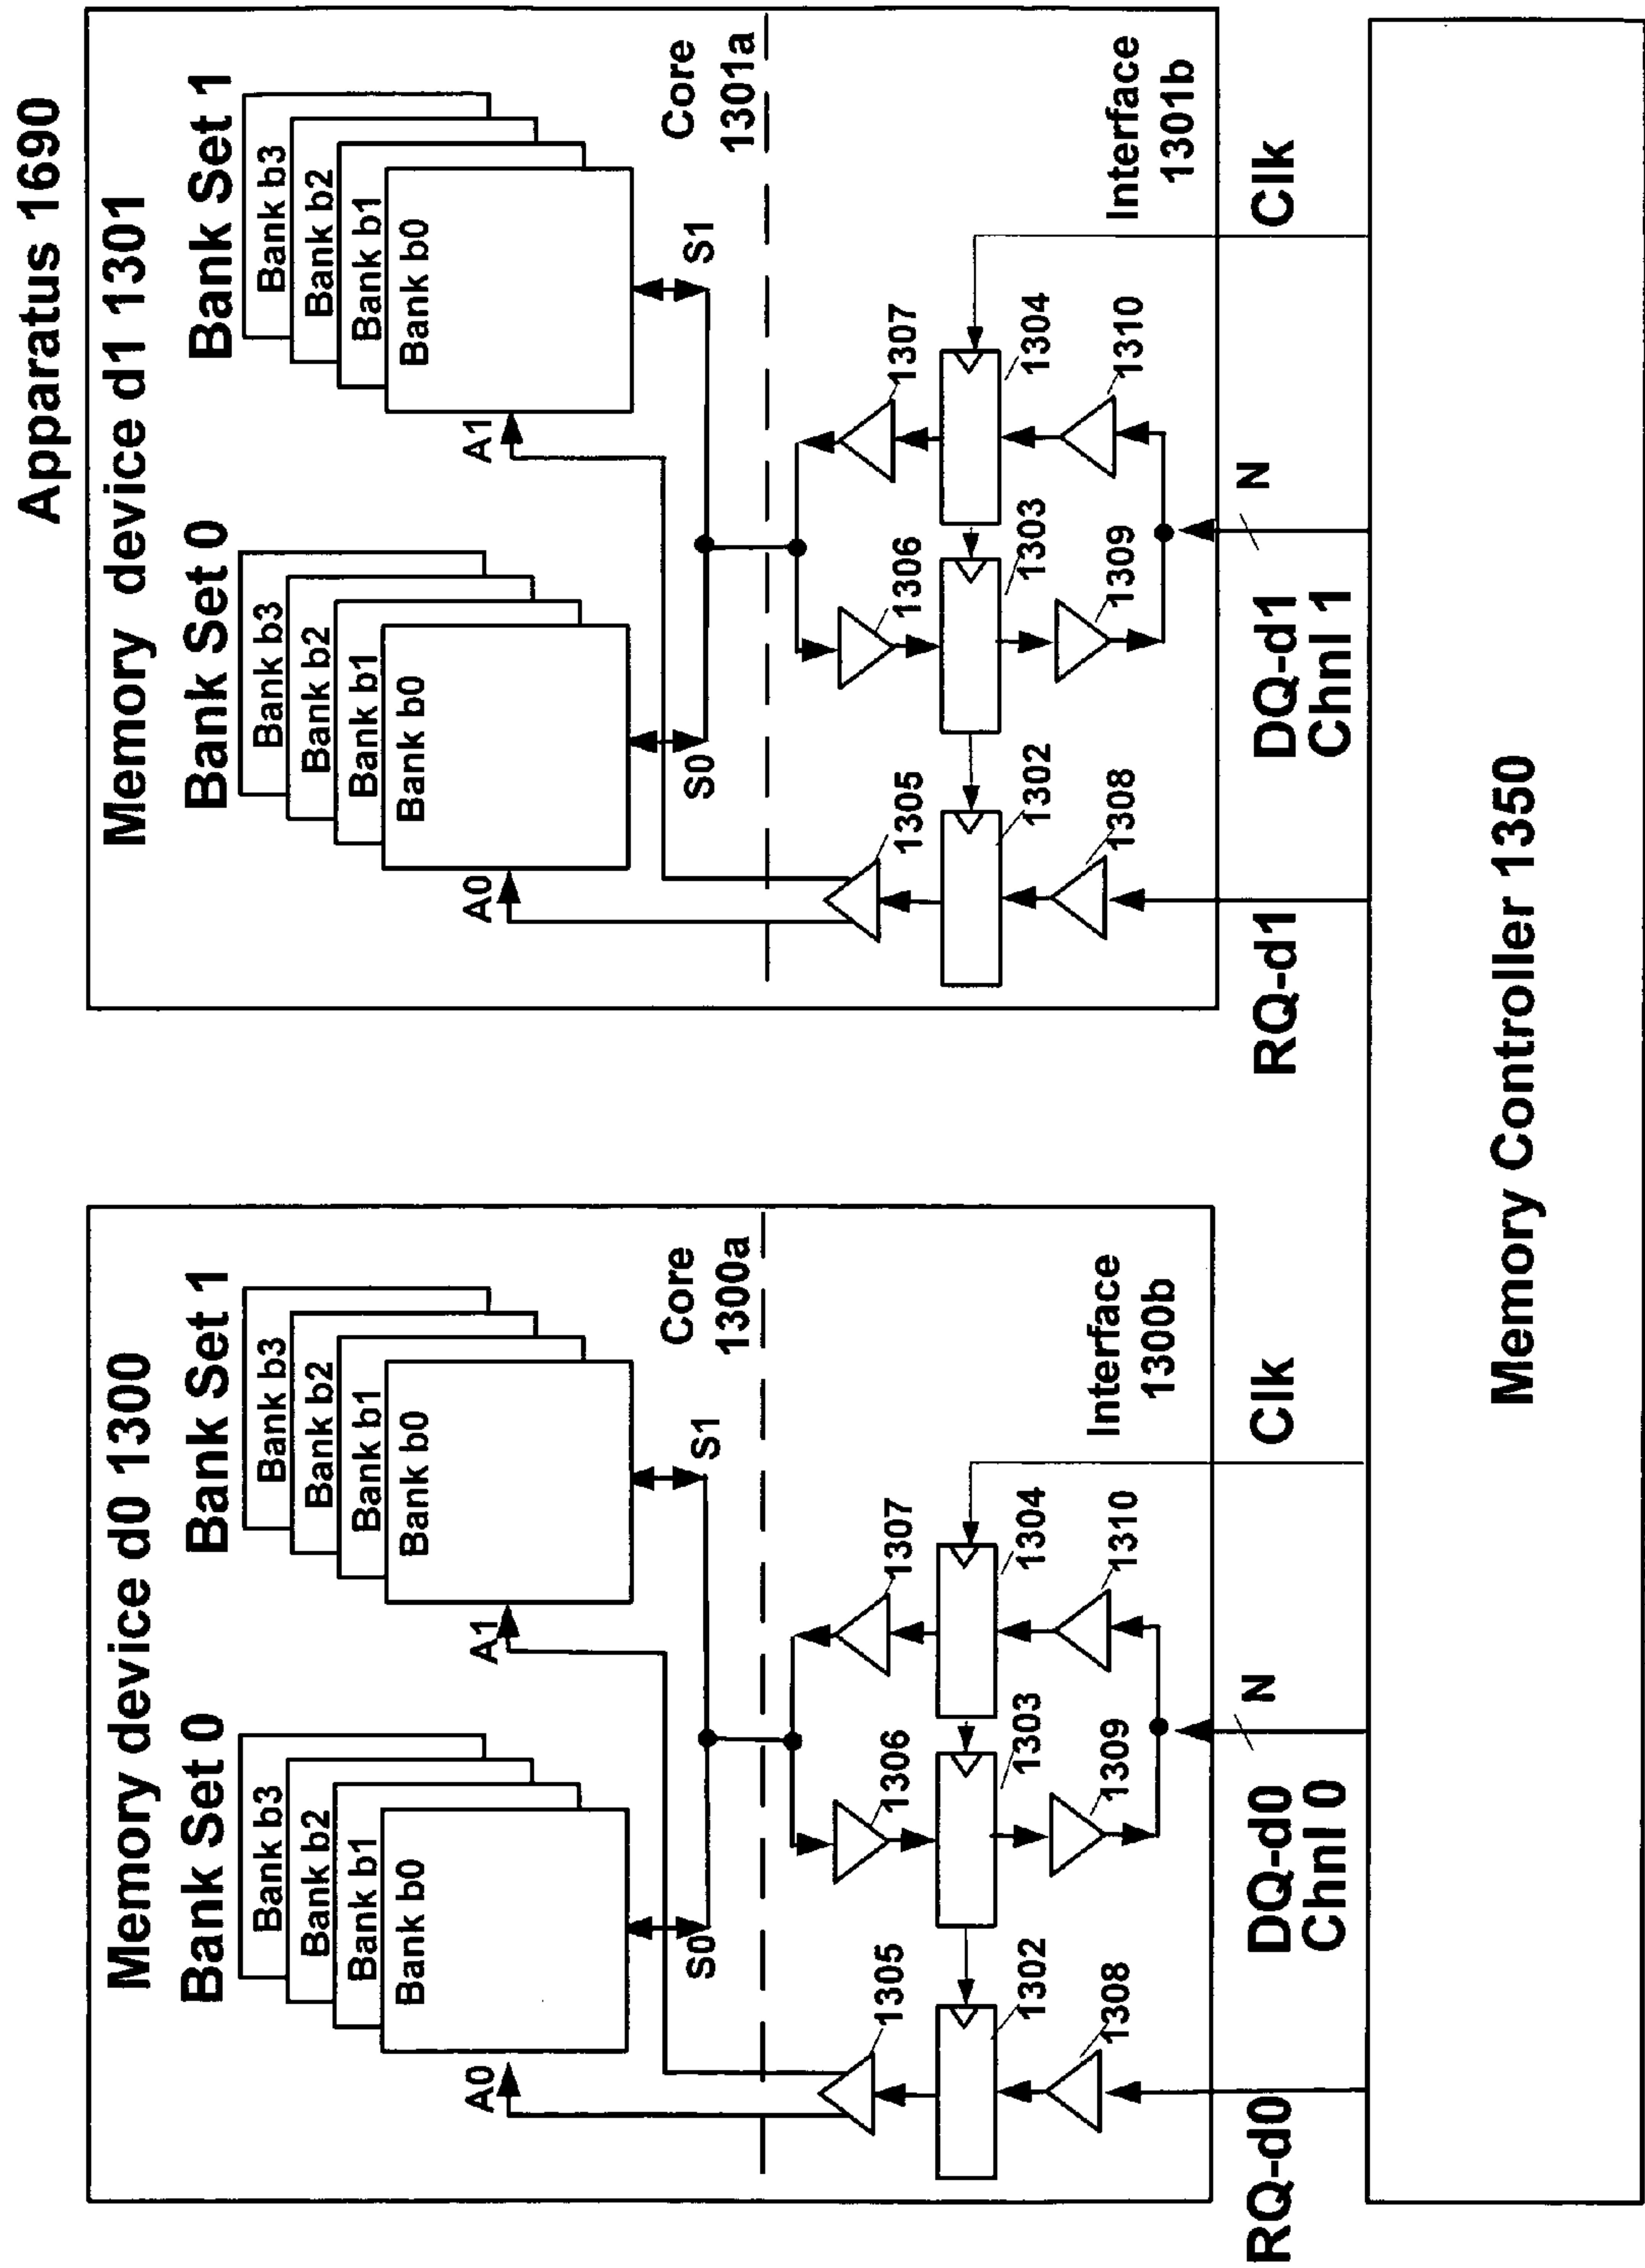 Apparatus 1690
Memory device d0 1300
Bank Set 0
Bank b3
Bank b2
Bank b1
Bank b0
Bank Set 1
Bank b3
Bank b2
Bank b1
Bank b0
A0
A1
S0
S1
Core
1300a
1305
1306
1307
1302
1303
1304
1308
1309
1310
Interface
1300b
RQ-d0
DQ-d0
Chnl 0
N
Clk
Memory device d1 1301
Bank Set 0
Bank b3
Bank b2
Bank b1
Bank b0
Bank Set 1
Bank b3
Bank b2
Bank b1
Bank b0
A0
A1
S0
S1
Core
1301a
1305
1306
1307
1302
1303
1304
1308
1309
1310
Interface
1301b
RQ-d1
DQ-d1
Chnl 1
N
Clk
Memory Controller 1350